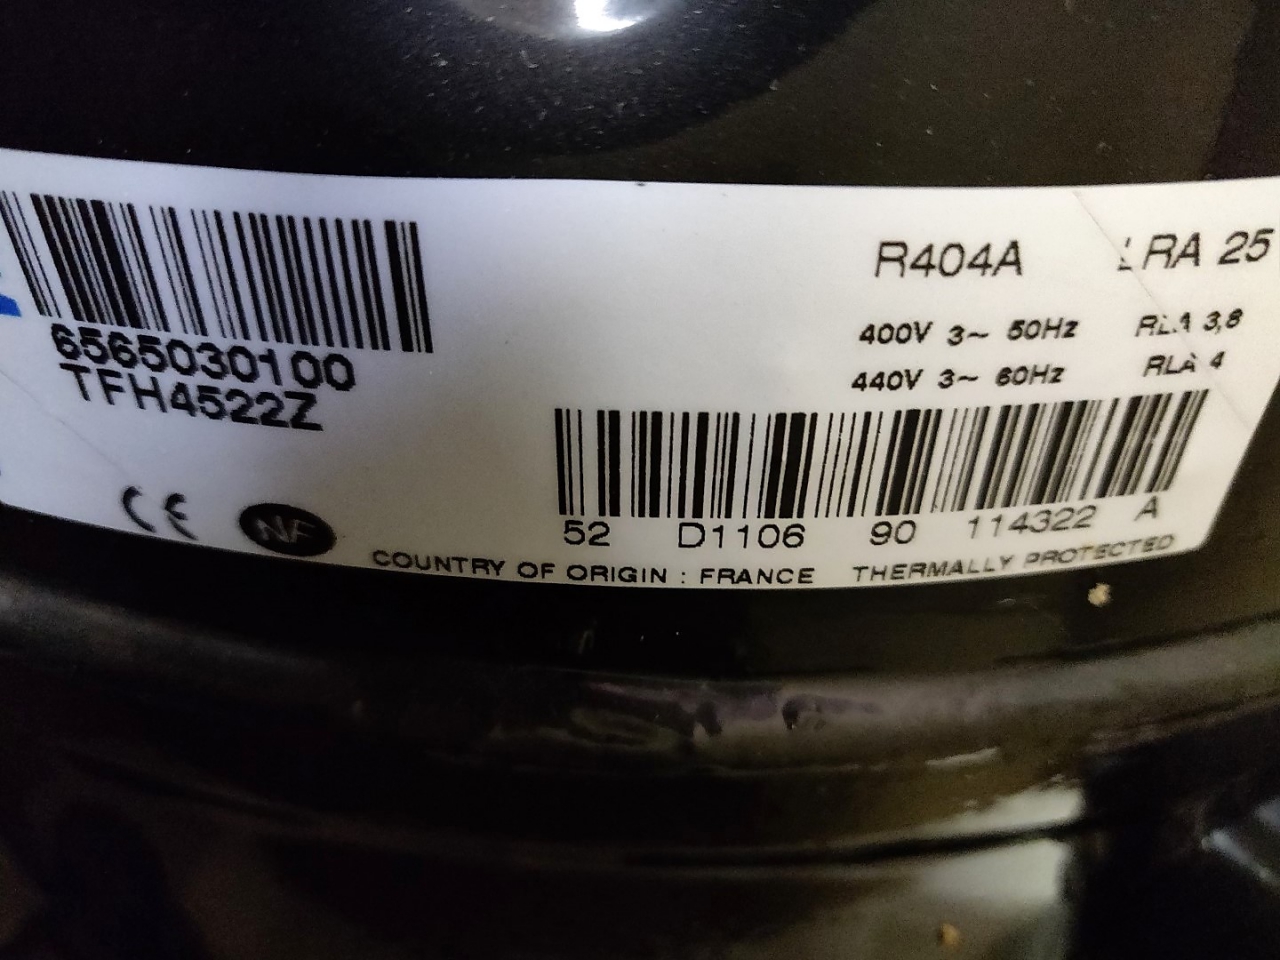 6565030100
TFH4522Z
R404A LRA 25
400V 3~ 50Hz RLA 3,8
440V 3~ 60Hz RLA 4
52 D1106 90 114322 A
CE NF
COUNTRY OF ORIGIN : FRANCE THERMALLY PROTECTED